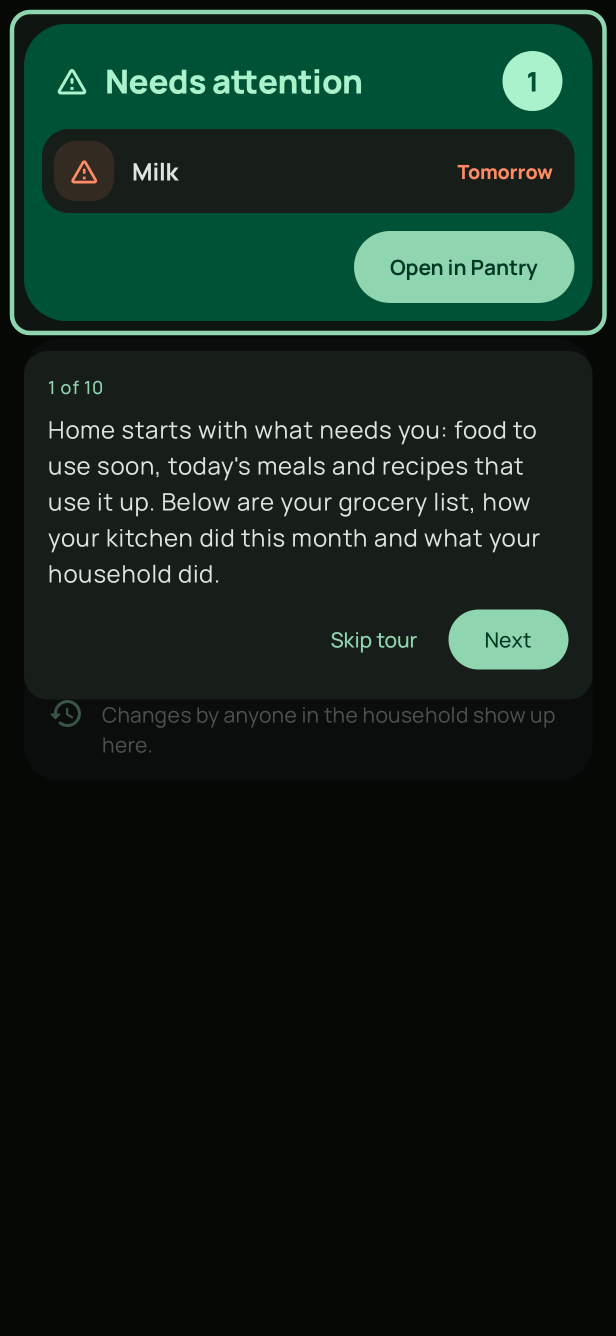 Needs attention
1
Milk
Tomorrow
Open in Pantry
1 of 10
Home starts with what needs you: food to
use soon, today's meals and recipes that
use it up. Below are your grocery list, how
your kitchen did this month and what your
household did.
Skip tour
Next
Changes by anyone in the household show up
here.